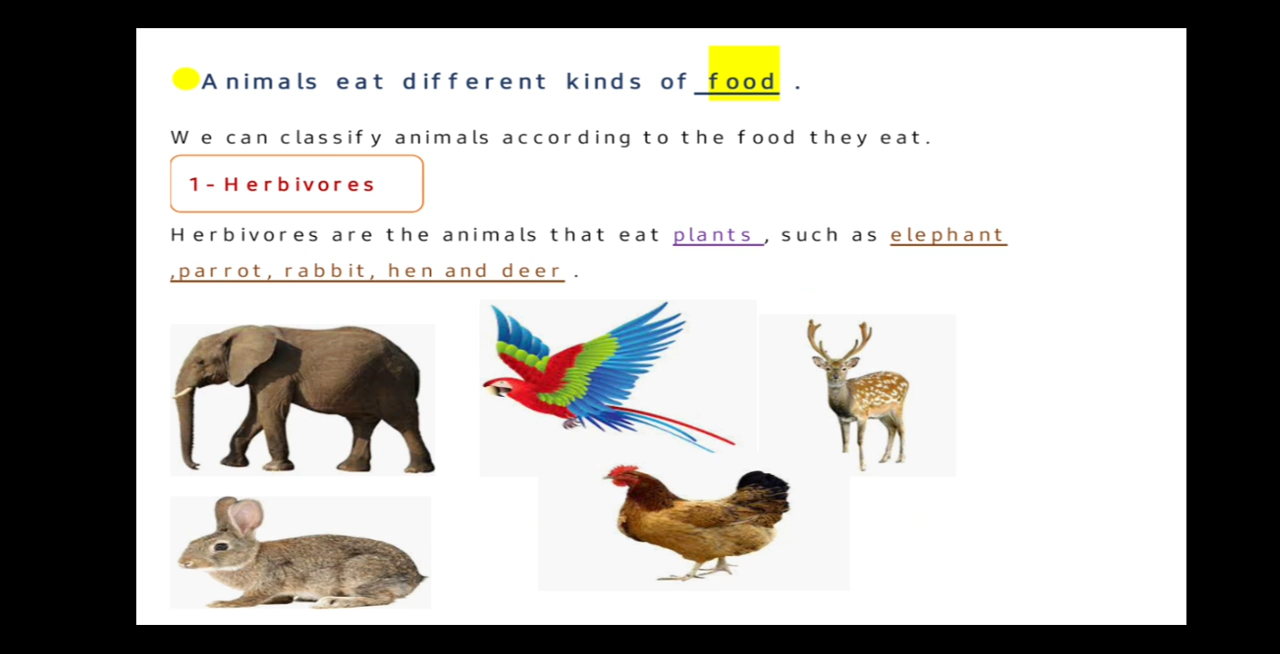 Animals eat different kinds of food .
We can classify animals according to the food they eat.
1- Herbivores
Herbivores are the animals that eat plants , such as elephant
,parrot, rabbit, hen and deer .